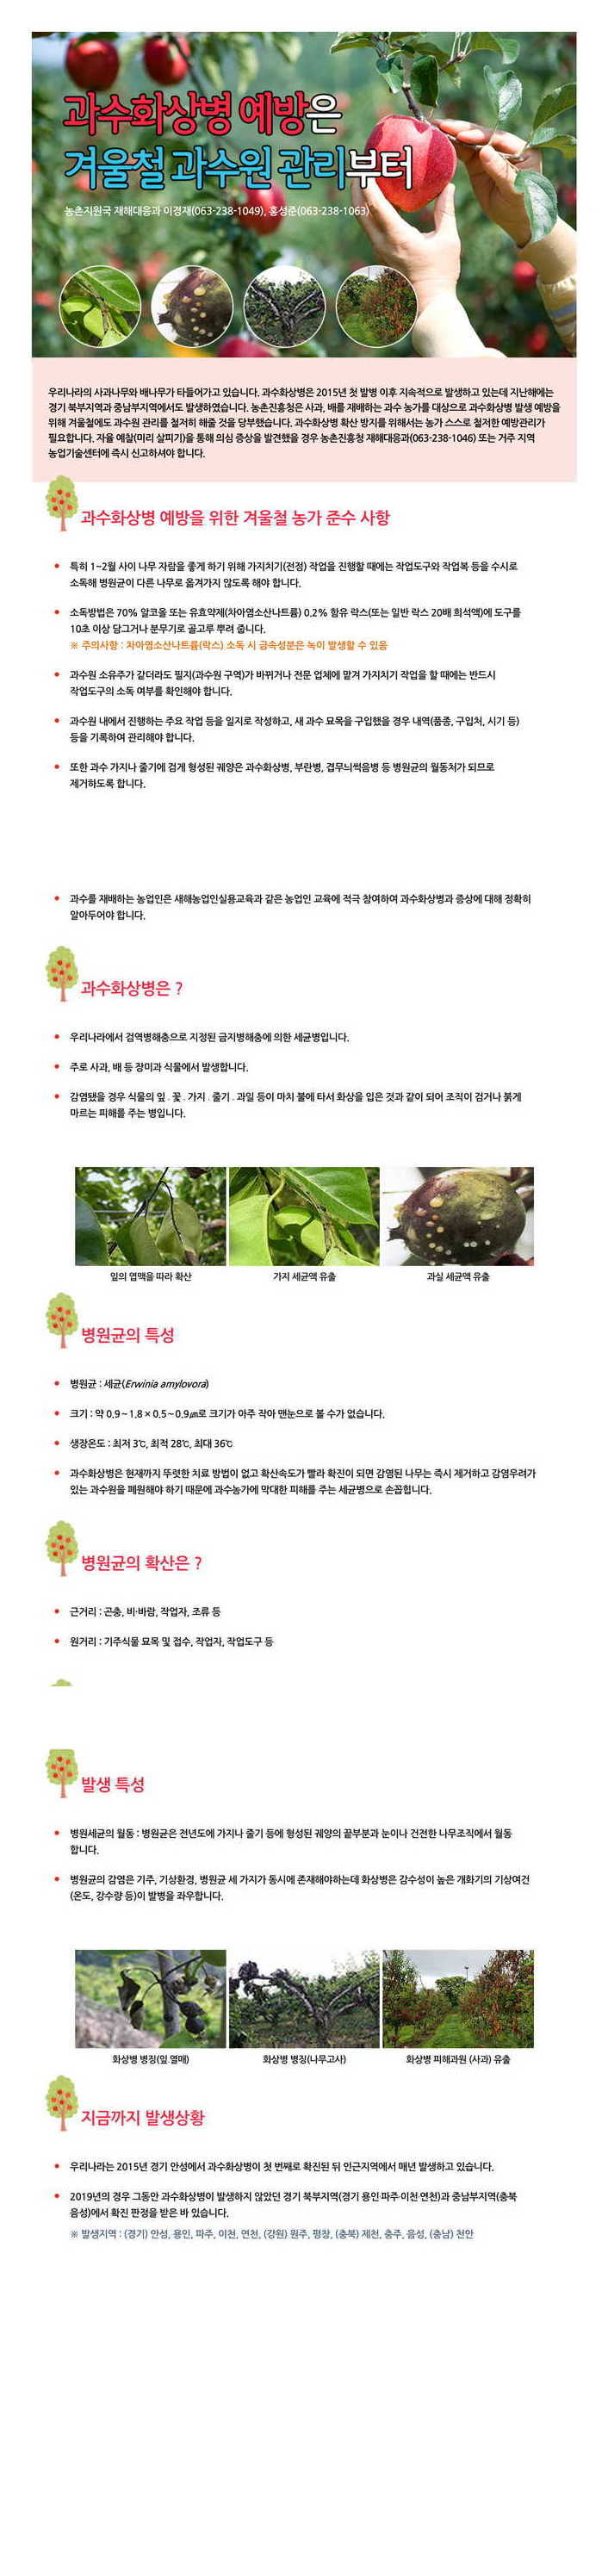 과수화상병 예방은
겨울철 과수원 관리부터
농촌지원국 재해대응과 이경재(063-238-1049), 홍성준(063-238-1063)
우리나라의 사과나무와 배나무가 타들어가고 있습니다. 과수화상병은 2015년 첫 발병 이후 지속적으로 발생하고 있는데 지난해에는
경기 북부지역과 중남부지역에서도 발생하였습니다. 농촌진흥청은 사과, 배를 재배하는 과수 농가를 대상으로 과수화상병 발생 예방을
위해 겨울철에도 과수원 관리를 철저히 해줄 것을 당부했습니다. 과수화상병 확산 방지를 위해서는 농가 스스로 철저한 예방관리가
필요합니다. 자율 예찰(미리 살피기)을 통해 의심 증상을 발견했을 경우 농촌진흥청 재해대응과(063-238-1046) 또는 거주 지역
농업기술센터에 즉시 신고하셔야 합니다.
과수화상병 예방을 위한 겨울철 농가 준수 사항
• 특히 1~2월 사이 나무 자람을 좋게 하기 위해 가지치기(전정) 작업을 진행할 때에는 작업도구와 작업복 등을 수시로
소독해 병원균이 다른 나무로 옮겨가지 않도록 해야 합니다.
• 소독방법은 70% 알코올 또는 유효약제(차아염소산나트륨) 0.2% 함유 락스(또는 일반 락스 20배 희석액)에 도구를
10초 이상 담그거나 분무기로 골고루 뿌려 줍니다.
※ 주의사항 : 차아염소산나트륨(락스) 소독 시 금속성분은 녹이 발생할 수 있음
• 과수원 소유주가 같더라도 필지(과수원 구역)가 바뀌거나 전문 업체에 맡겨 가지치기 작업을 할 때에는 반드시
작업도구의 소독 여부를 확인해야 합니다.
• 과수원 내에서 진행하는 주요 작업 등을 일지로 작성하고, 새 과수 묘목을 구입했을 경우 내역(품종, 구입처, 시기 등)
등을 기록하여 관리해야 합니다.
• 또한 과수 가지나 줄기에 검게 형성된 궤양은 과수화상병, 부란병, 겹무늬썩음병 등 병원균의 월동처가 되므로
제거하도록 합니다.
• 과수를 재배하는 농업인은 새해농업인실용교육과 같은 농업인 교육에 적극 참여하여 과수화상병과 증상에 대해 정확히
알아두어야 합니다.
과수화상병은 ?
• 우리나라에서 검역병해충으로 지정된 금지병해충에 의한 세균병입니다.
• 주로 사과, 배 등 장미과 식물에서 발생합니다.
• 감염됐을 경우 식물의 잎 . 꽃 . 가지 . 줄기 . 과일 등이 마치 불에 타서 화상을 입은 것과 같이 되어 조직이 검거나 붉게
마르는 피해를 주는 병입니다.
잎의 엽맥을 따라 확산
가지 세균액 유출
과실 세균액 유출
병원균의 특성
• 병원균 : 세균(Erwinia amylovora)
• 크기 : 약 0.9 ~ 1.8 × 0.5 ~ 0.9㎛로 크기가 아주 작아 맨눈으로 볼 수가 없습니다.
• 생장온도 : 최저 3℃, 최적 28℃, 최대 36℃
• 과수화상병은 현재까지 뚜렷한 치료 방법이 없고 확산속도가 빨라 확진이 되면 감염된 나무는 즉시 제거하고 감염우려가
있는 과수원을 폐원해야 하기 때문에 과수농가에 막대한 피해를 주는 세균병으로 손꼽힙니다.
병원균의 확산은 ?
• 근거리 : 곤충, 비·바람, 작업자, 조류 등
• 원거리 : 기주식물 묘목 및 접수, 작업자, 작업도구 등
발생 특성
• 병원세균의 월동 : 병원균은 전년도에 가지나 줄기 등에 형성된 궤양의 끝부분과 눈이나 건전한 나무조직에서 월동
합니다.
• 병원균의 감염은 기주, 기상환경, 병원균 세 가지가 동시에 존재해야하는데 화상병은 감수성이 높은 개화기의 기상여건
(온도, 강수량 등)이 발병을 좌우합니다.
화상병 병징(잎.열매)
화상병 병징(나무고사)
화상병 피해과원 (사과) 유출
지금까지 발생상황
• 우리나라는 2015년 경기 안성에서 과수화상병이 첫 번째로 확진된 뒤 인근지역에서 매년 발생하고 있습니다.
• 2019년의 경우 그동안 과수화상병이 발생하지 않았던 경기 북부지역(경기 용인·파주·이천·연천)과 중남부지역(충북
음성)에서 확진 판정을 받은 바 있습니다.
※ 발생지역 : (경기) 안성, 용인, 파주, 이천, 연천, (강원) 원주, 평창, (충북) 제천, 충주, 음성, (충남) 천안